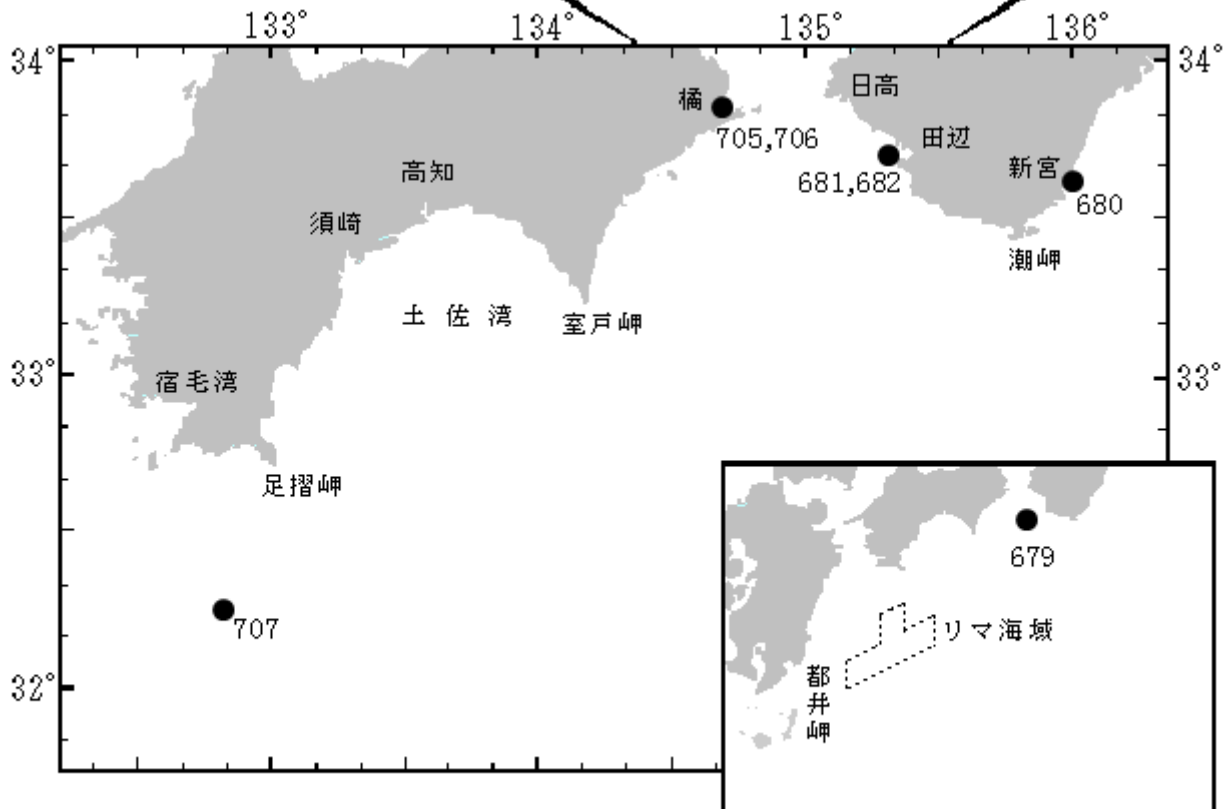 133° 134° 135° 136°
34° 34°
日高
橘
705,706
田辺
681,682
新宮
680
高知
須崎
潮岬
土佐湾
室戸岬
33° 33°
宿毛湾
足摺岬
679
707
リマ海域
32°
都井岬